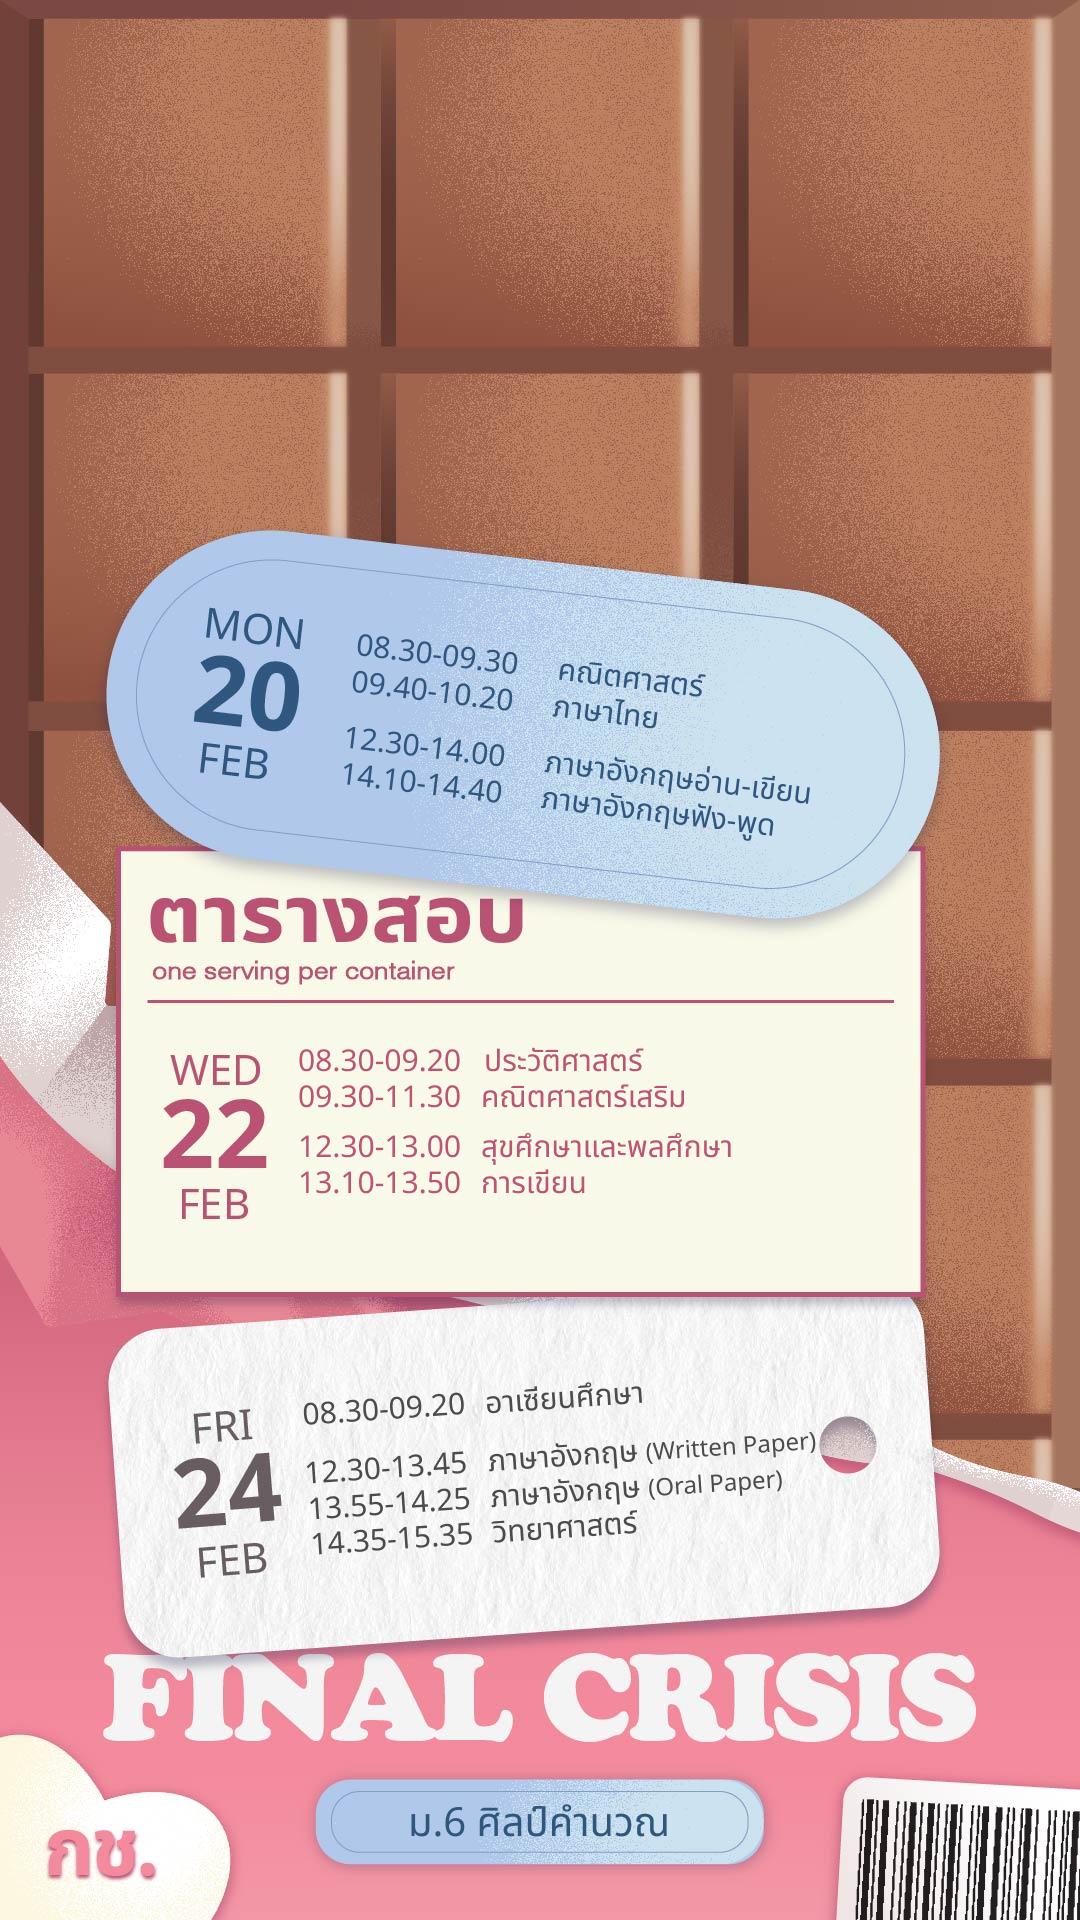 MON
20
FEB
08.30-09.30 คณิตศาสตร์
09.40-10.20 ภาษาไทย
12.30-14.00 ภาษาอังกฤษอ่าน-เขียน
14.10-14.40 ภาษาอังกฤษฟัง-พูด
ตารางสอบ
one serving per container
WED
22
FEB
08.30-09.20 ประวัติศาสตร์
09.30-11.30 คณิตศาสตร์เสริม
12.30-13.00 สุขศึกษาและพลศึกษา
13.10-13.50 การเขียน
FRI
24
FEB
08.30-09.20 อาเซียนศึกษา
12.30-13.45 ภาษาอังกฤษ (Written Paper)
13.55-14.25 ภาษาอังกฤษ (Oral Paper)
14.35-15.35 วิทยาศาสตร์
FINAL CRISIS
ม.6 ศิลป์คำนวณ
กช.